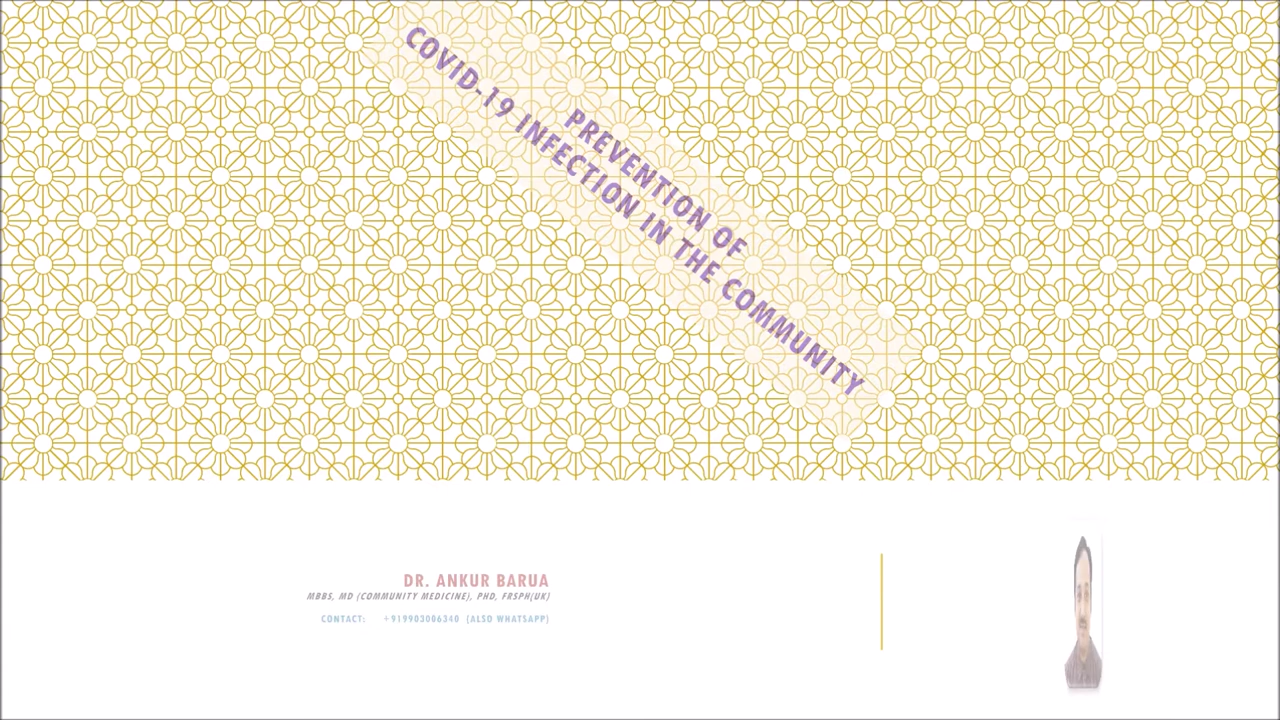 PREVENTION OF
COVID-19 INFECTION IN THE COMMUNITY
DR. ANKUR BARUA
MBBS, MD (COMMUNITY MEDICINE), PHD, FRSPH(UK)
CONTACT: +919903006340 (ALSO WHATSAPP)